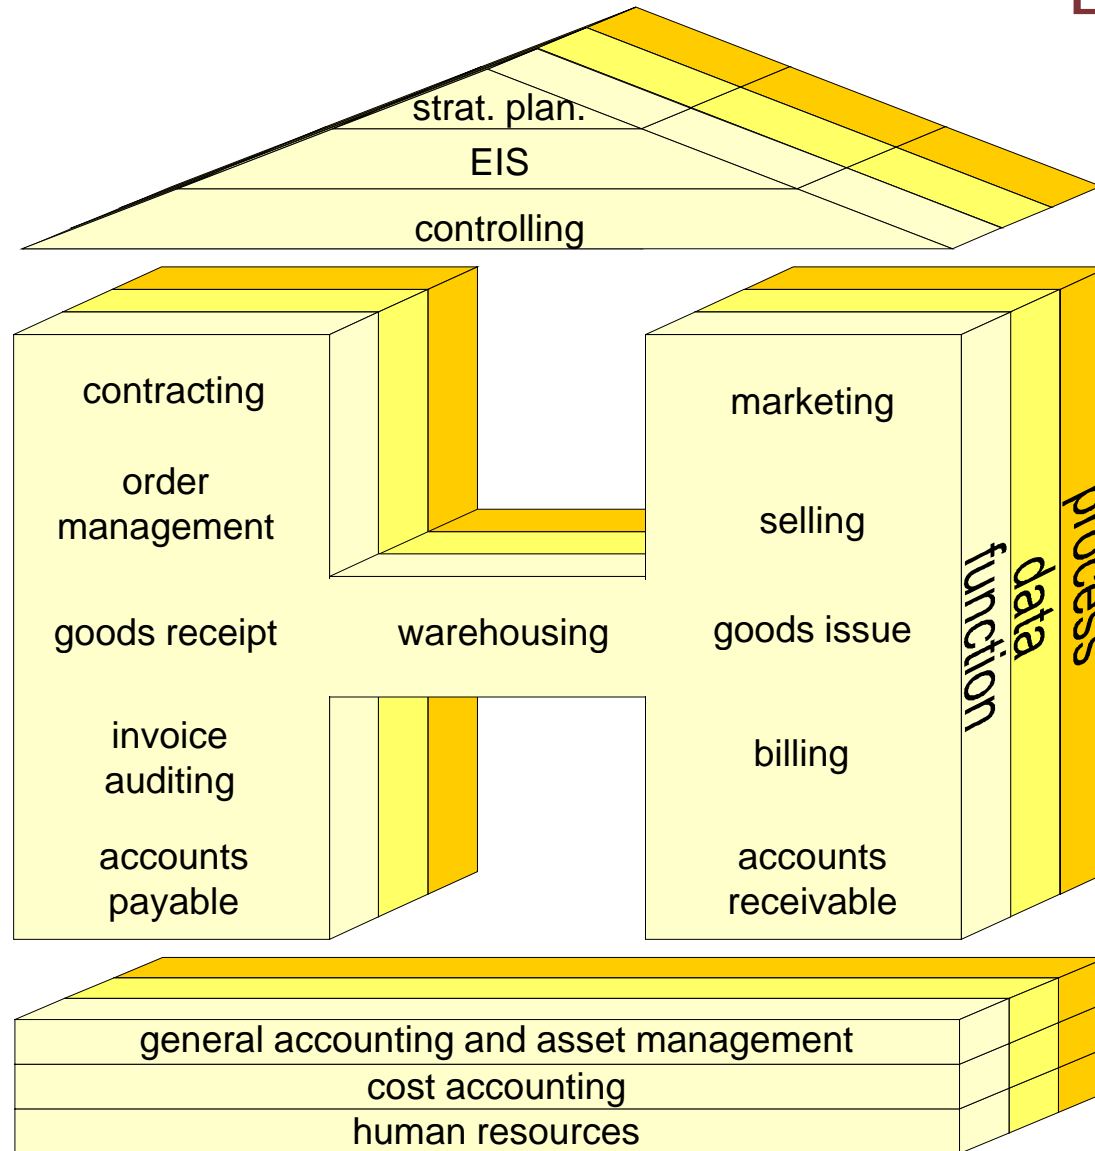 strat. plan.
EIS
controlling
contracting
order
management
goods receipt
invoice
auditing
accounts
payable
warehousing
marketing
selling
goods issue
billing
accounts
receivable
function
data
process
general accounting and asset management
cost accounting
human resources